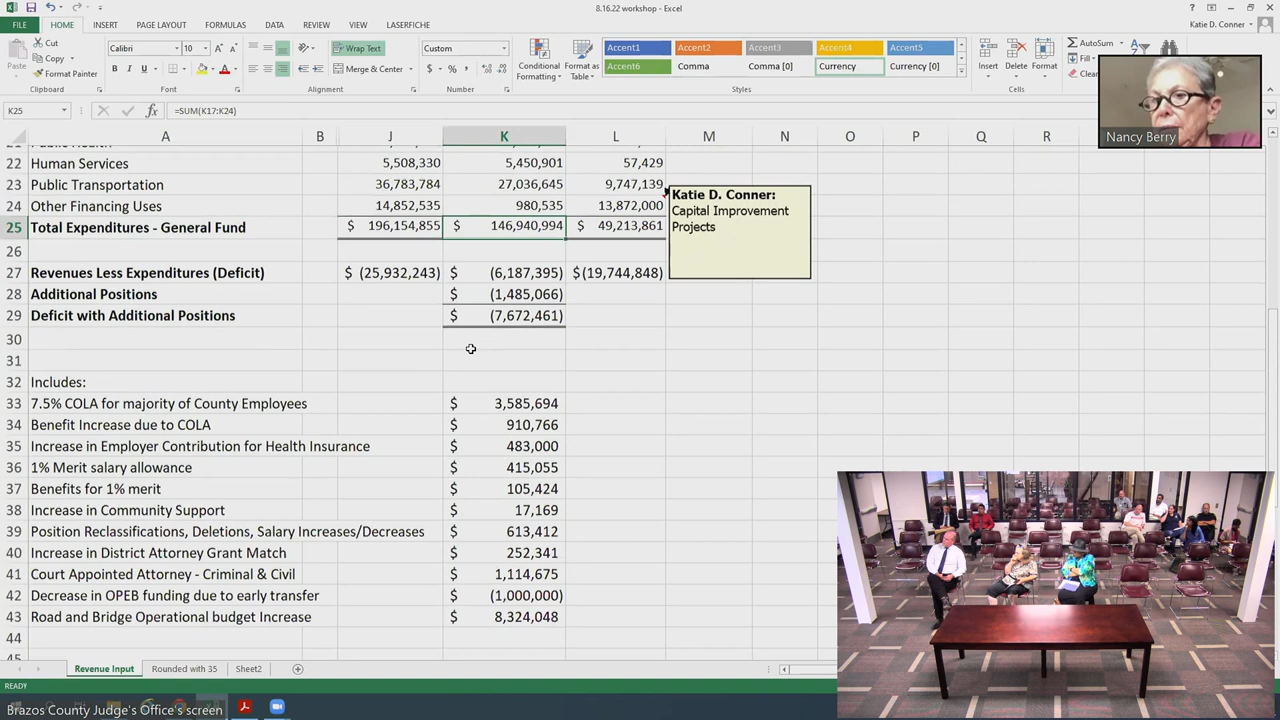 8.16.22 workshop - Excel
FILE HOME INSERT PAGE LAYOUT FORMULAS DATA REVIEW VIEW LASERFICHE Katie D. Conner
Paste Cut Copy Format Painter Clipboard
Calibri 10 Font
Wrap Text Merge & Center Alignment
Custom $ % Number
Conditional Formatting Format as Table
Accent1 Accent2 Accent3 Accent4 Accent5
Accent6 Comma Comma [0] Currency Currency [0]
Styles
Insert Delete Format Cells
AutoSum
Fill
Nancy Berry
K25 =SUM(K17:K24)
A B J K L M N O P Q R
22 Human Services 5,508,330 5,450,901 57,429
23 Public Transportation 36,783,784 27,036,645 9,747,139
24 Other Financing Uses 14,852,535 980,535 13,872,000
25 Total Expenditures - General Fund $ 196,154,855 $ 146,940,994 $ 49,213,861
Katie D. Conner:
Capital Improvement
Projects
26
27 Revenues Less Expenditures (Deficit) $ (25,932,243) $ (6,187,395) $(19,744,848)
28 Additional Positions $ (1,485,066)
29 Deficit with Additional Positions $ (7,672,461)
30
31
32 Includes:
33 7.5% COLA for majority of County Employees $ 3,585,694
34 Benefit Increase due to COLA $ 910,766
35 Increase in Employer Contribution for Health Insurance $ 483,000
36 1% Merit salary allowance $ 415,055
37 Benefits for 1% merit $ 105,424
38 Increase in Community Support $ 17,169
39 Position Reclassifications, Deletions, Salary Increases/Decreases $ 613,412
40 Increase in District Attorney Grant Match $ 252,341
41 Court Appointed Attorney - Criminal & Civil $ 1,114,675
42 Decrease in OPEB funding due to early transfer $ (1,000,000)
43 Road and Bridge Operational budget Increase $ 8,324,048
44
Revenue Input Rounded with 35 Sheet2
READY
Brazos County Judge's Office's screen